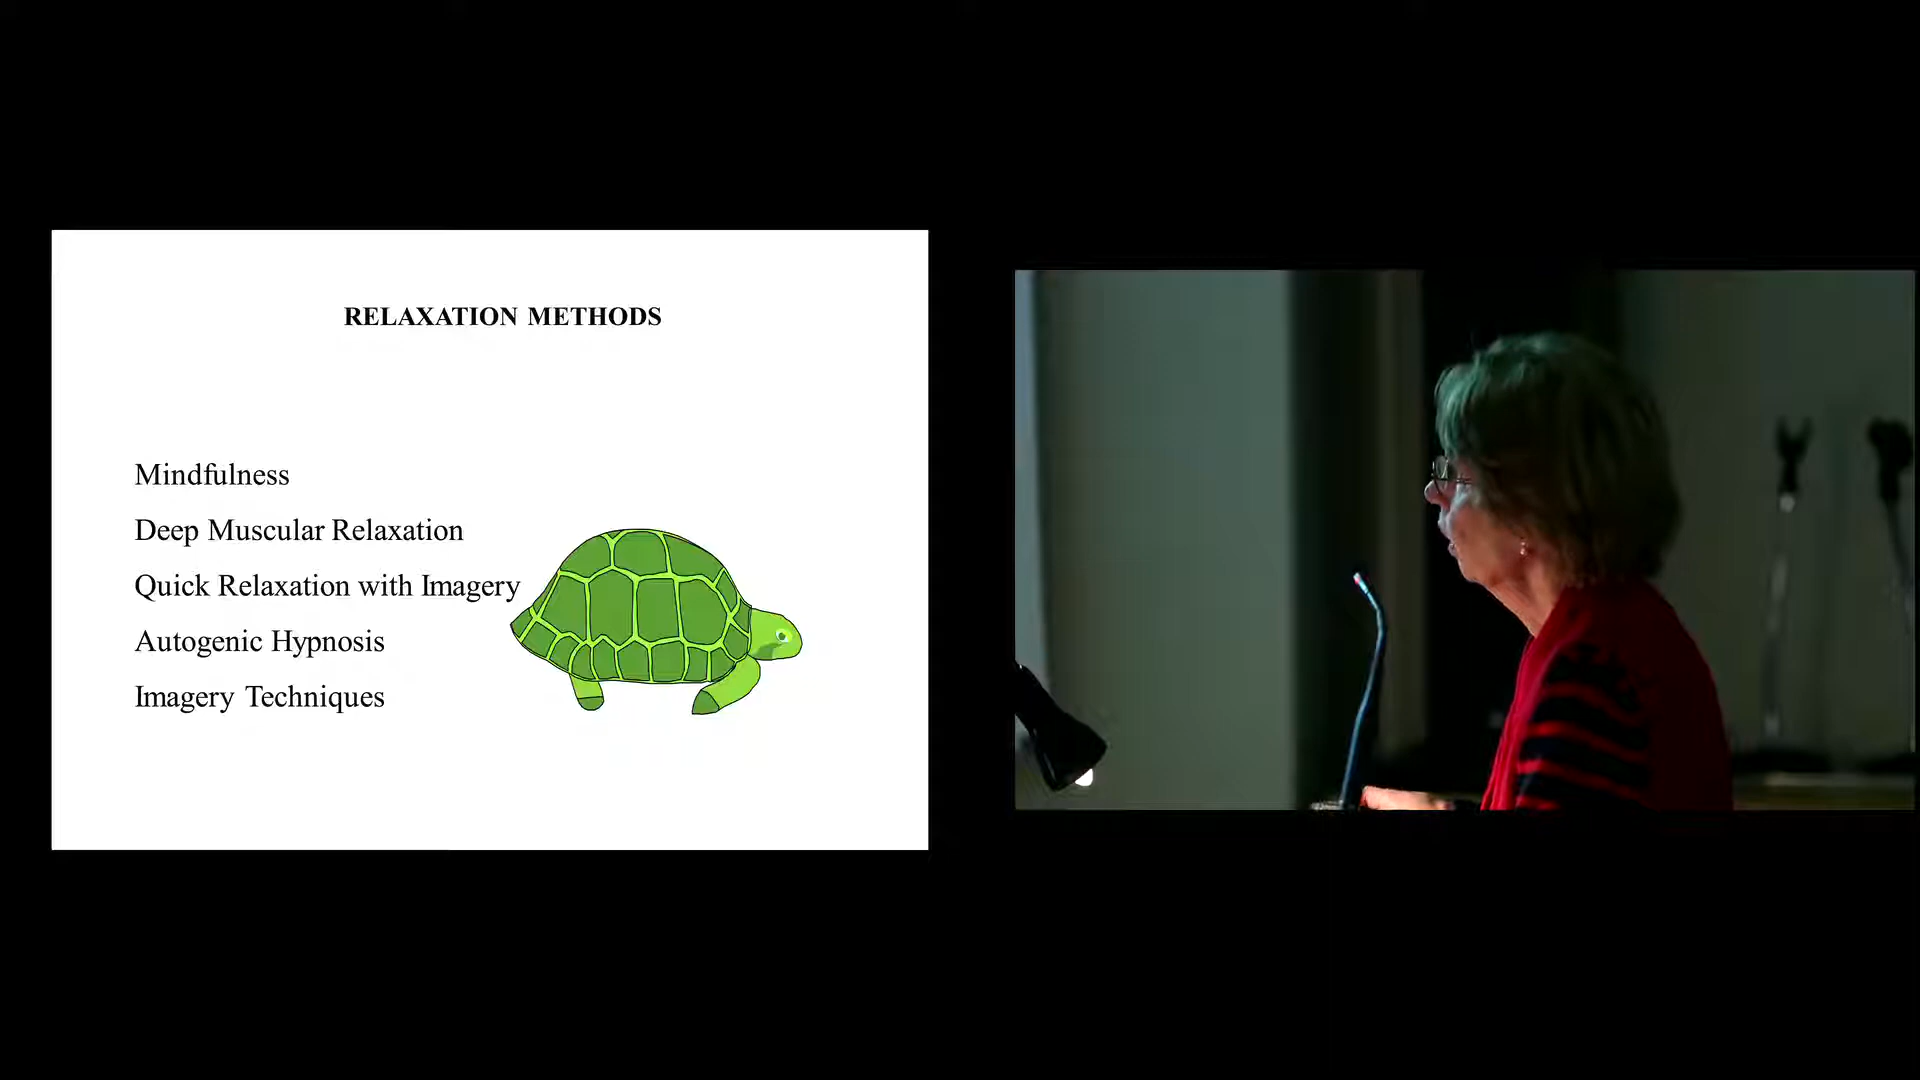 RELAXATION METHODS
Mindfulness
Deep Muscular Relaxation
Quick Relaxation with Imagery
Autogenic Hypnosis
Imagery Techniques